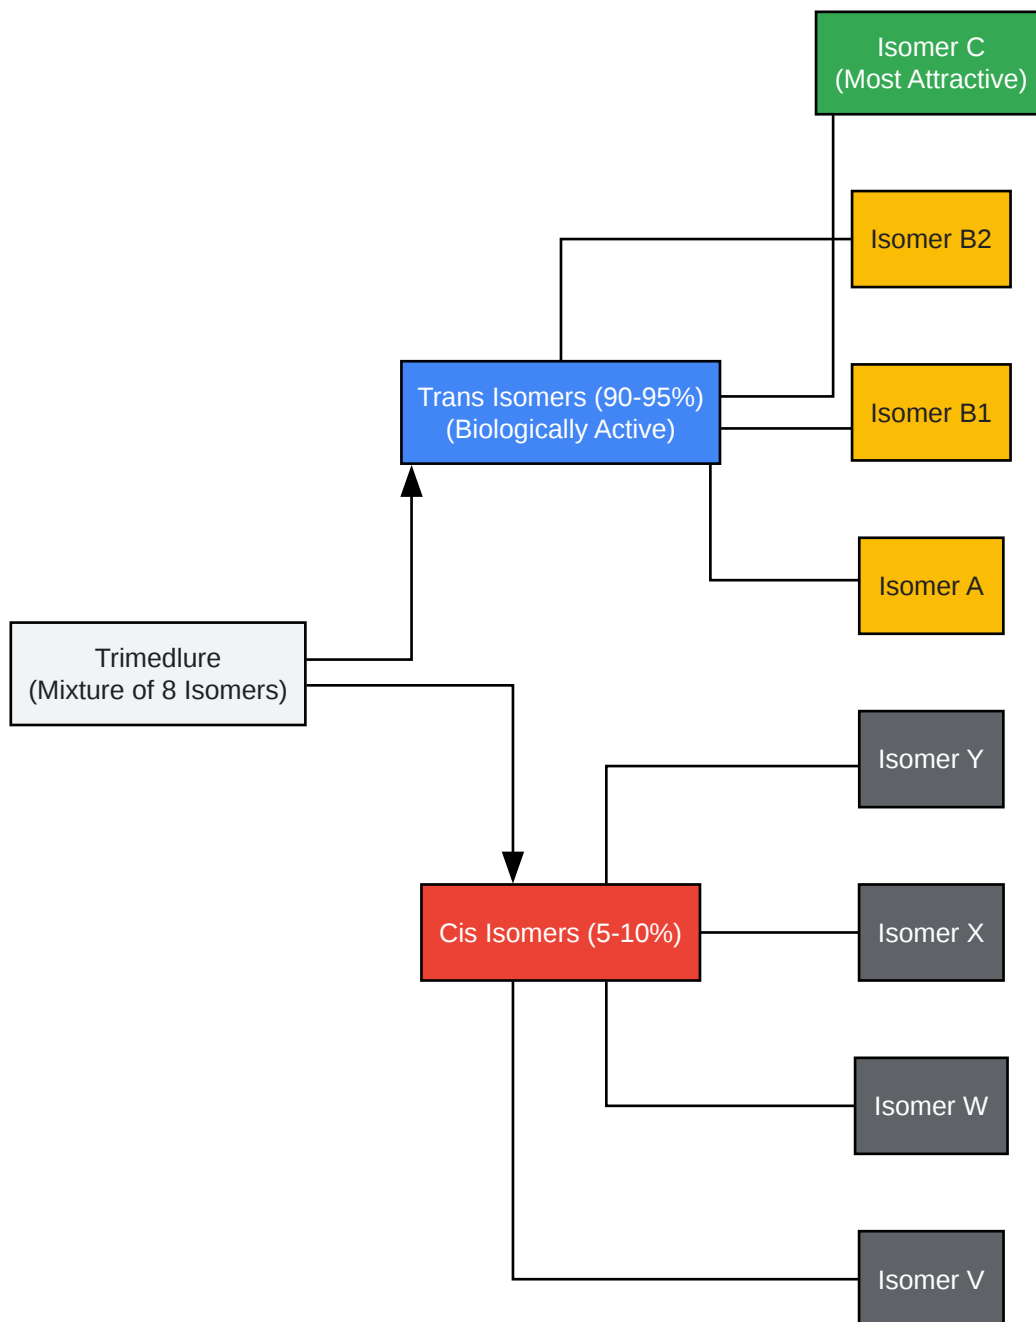 Isomer C
(Most Attractive)
Isomer B2
Trans Isomers (90-95%)
(Biologically Active)
Isomer B1
Isomer A
Trimedlure
(Mixture of 8 Isomers)
Isomer Y
Cis Isomers (5-10%)
Isomer X
Isomer W
Isomer V